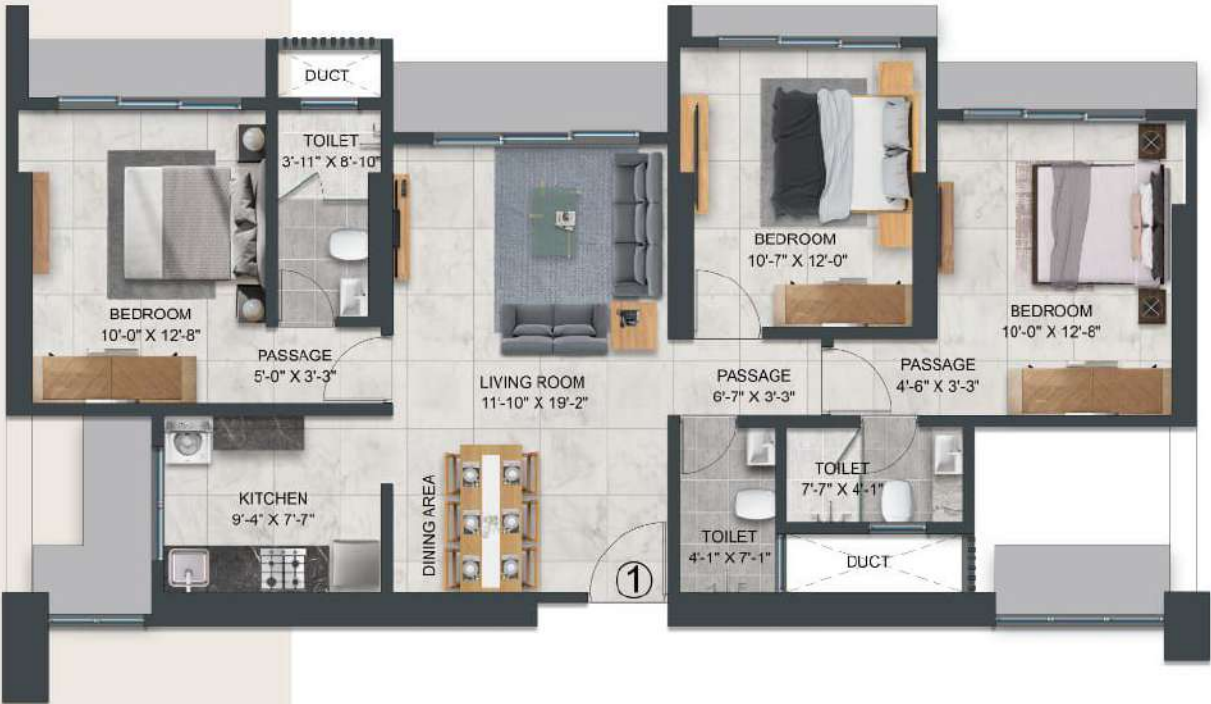 DUCT
TOILET
3'-11" X 8'-10"
BEDROOM
10'-7" X 12'-0"
BEDROOM
10'-0" X 12'-8"
BEDROOM
10'-0" X 12'-8"
PASSAGE
5'-0" X 3'-3"
LIVING ROOM
11'-10" X 19'-2"
PASSAGE
6'-7" X 3'-3"
PASSAGE
4'-6" X 3'-3"
KITCHEN
9'-4" X 7'-7"
DINING AREA
TOILET
7'-7" X 4'-1"
TOILET
4'-1" X 7'-1"
DUCT
1